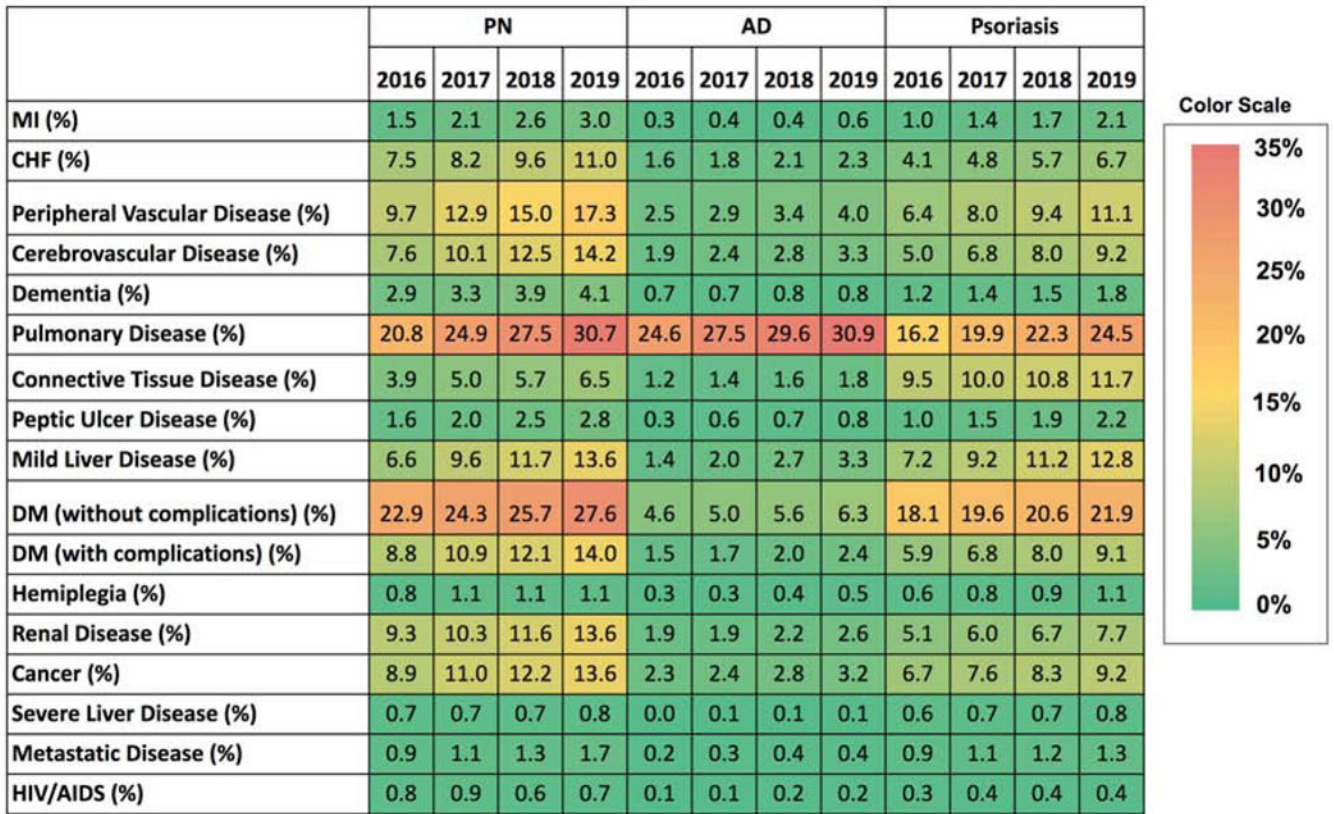 PN AD Psoriasis
2016 2017 2018 2019 2016 2017 2018 2019 2016 2017 2018 2019
MI (%) 1.5 2.1 2.6 3.0 0.3 0.4 0.4 0.6 1.0 1.4 1.7 2.1
CHF (%) 7.5 8.2 9.6 11.0 1.6 1.8 2.1 2.3 4.1 4.8 5.7 6.7
Peripheral Vascular Disease (%) 9.7 12.9 15.0 17.3 2.5 2.9 3.4 4.0 6.4 8.0 9.4 11.1
Cerebrovascular Disease (%) 7.6 10.1 12.5 14.2 1.9 2.4 2.8 3.3 5.0 6.8 8.0 9.2
Dementia (%) 2.9 3.3 3.9 4.1 0.7 0.7 0.8 0.8 1.2 1.4 1.5 1.8
Pulmonary Disease (%) 20.8 24.9 27.5 30.7 24.6 27.5 29.6 30.9 16.2 19.9 22.3 24.5
Connective Tissue Disease (%) 3.9 5.0 5.7 6.5 1.2 1.4 1.6 1.8 9.5 10.0 10.8 11.7
Peptic Ulcer Disease (%) 1.6 2.0 2.5 2.8 0.3 0.6 0.7 0.8 1.0 1.5 1.9 2.2
Mild Liver Disease (%) 6.6 9.6 11.7 13.6 1.4 2.0 2.7 3.3 7.2 9.2 11.2 12.8
DM (without complications) (%) 22.9 24.3 25.7 27.6 4.6 5.0 5.6 6.3 18.1 19.6 20.6 21.9
DM (with complications) (%) 8.8 10.9 12.1 14.0 1.5 1.7 2.0 2.4 5.9 6.8 8.0 9.1
Hemiplegia (%) 0.8 1.1 1.1 1.1 0.3 0.3 0.4 0.5 0.6 0.8 0.9 1.1
Renal Disease (%) 9.3 10.3 11.6 13.6 1.9 1.9 2.2 2.6 5.1 6.0 6.7 7.7
Cancer (%) 8.9 11.0 12.2 13.6 2.3 2.4 2.8 3.2 6.7 7.6 8.3 9.2
Severe Liver Disease (%) 0.7 0.7 0.7 0.8 0.0 0.1 0.1 0.1 0.6 0.7 0.7 0.8
Metastatic Disease (%) 0.9 1.1 1.3 1.7 0.2 0.3 0.4 0.4 0.9 1.1 1.2 1.3
HIV/AIDS (%) 0.8 0.9 0.6 0.7 0.1 0.1 0.2 0.2 0.3 0.4 0.4 0.4
Color Scale
35%
30%
25%
20%
15%
10%
5%
0%